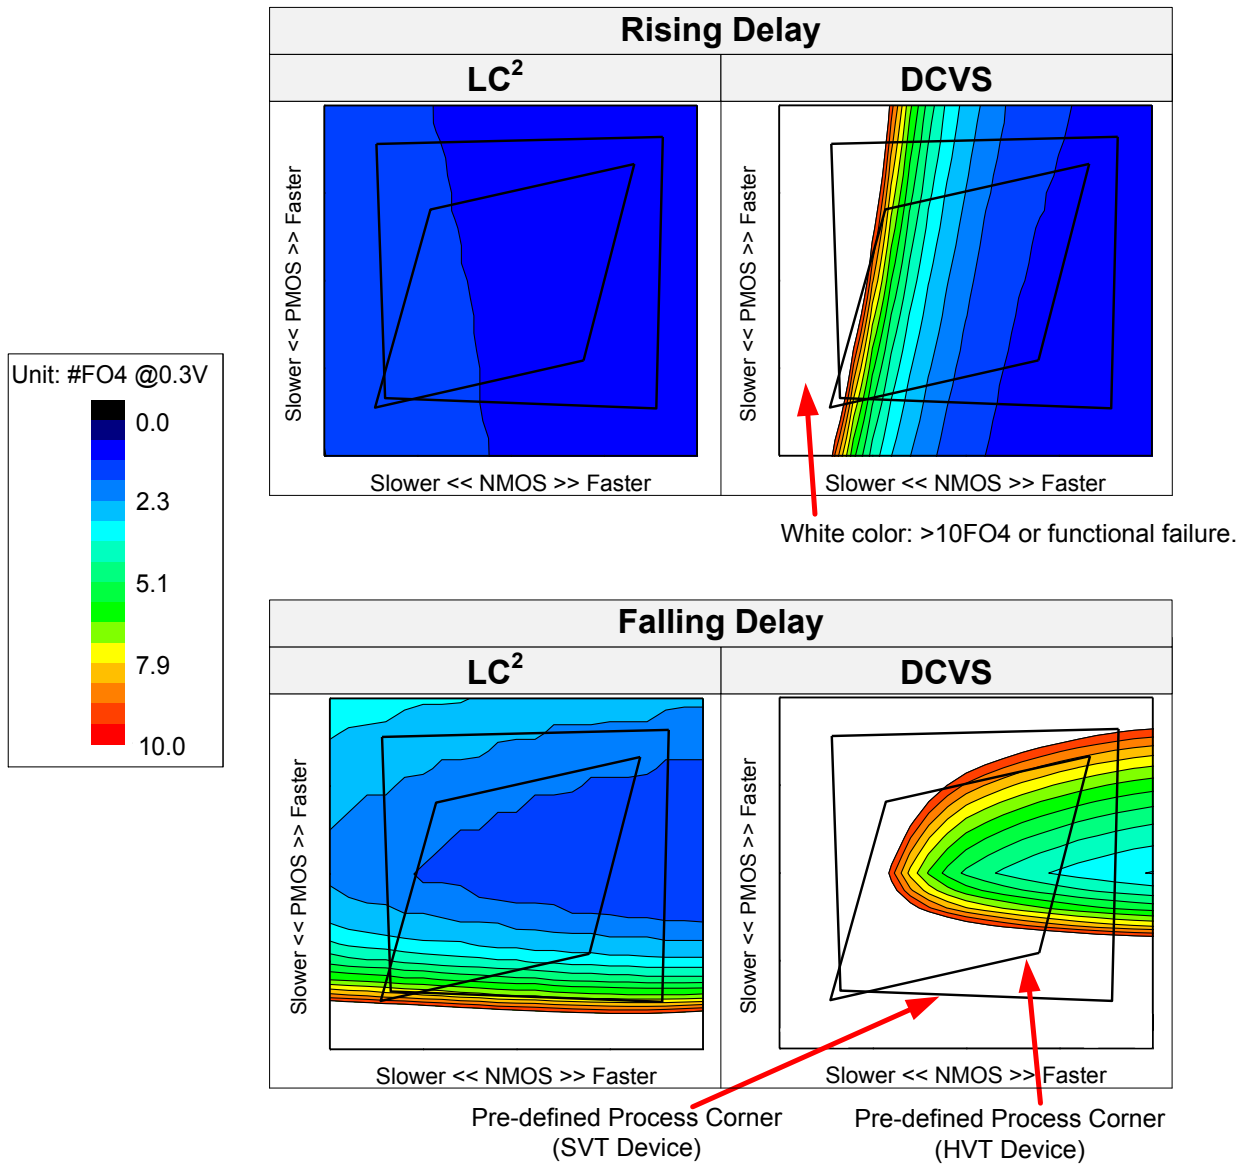 Rising Delay
LC²
DCVS
Slower << PMOS >> Faster
Slower << PMOS >> Faster
Slower << NMOS >> Faster
Slower << NMOS >> Faster
Unit: #FO4 @0.3V
0.0
2.3
5.1
7.9
10.0
White color: >10FO4 or functional failure.
Falling Delay
LC²
DCVS
Slower << PMOS >> Faster
Slower << PMOS >> Faster
Slower << NMOS >> Faster
Slower << NMOS >> Faster
Pre-defined Process Corner
(SVT Device)
Pre-defined Process Corner
(HVT Device)